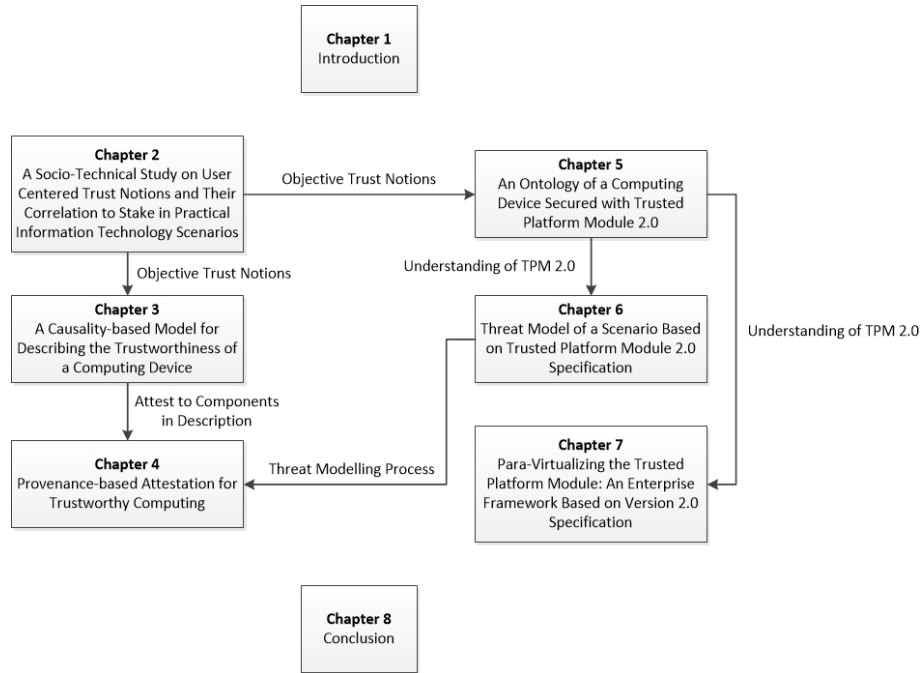 Chapter 1
Introduction
Chapter 2
A Socio-Technical Study on User
Centered Trust Notions and Their
Correlation to Stake in Practical
Information Technology Scenarios
Objective Trust Notions
Chapter 5
An Ontology of a Computing
Device Secured with Trusted
Platform Module 2.0
Objective Trust Notions
Understanding of TPM 2.0
Chapter 3
A Causality-based Model for
Describing the Trustworthiness of
a Computing Device
Chapter 6
Threat Model of a Scenario Based
on Trusted Platform Module 2.0
Specification
Understanding of TPM 2.0
Attest to Components
in Description
Chapter 4
Provenance-based Attestation for
Trustworthy Computing
Threat Modelling Process
Chapter 7
Para-Virtualizing the Trusted
Platform Module: An Enterprise
Framework Based on Version 2.0
Specification
Chapter 8
Conclusion